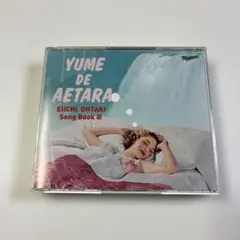 YUME
DE
AETARA
EIICHI OHTAKI
Song Book III